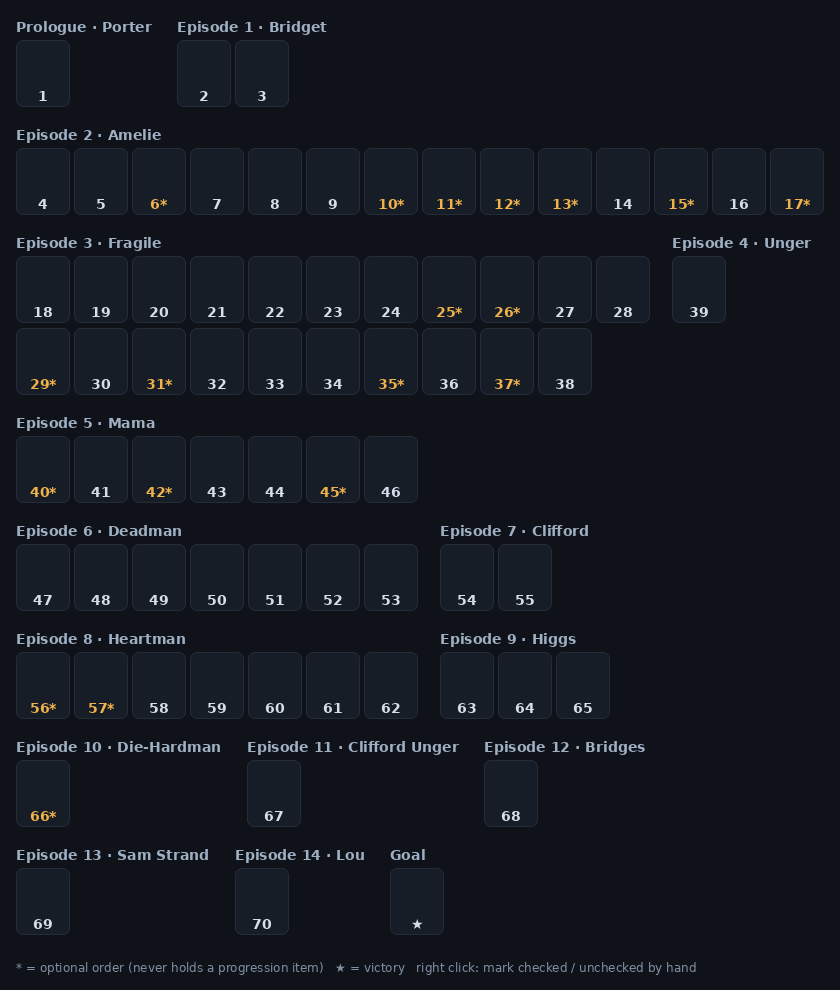 Prologue · Porter Episode 1 · Bridget
1 2 3
Episode 2 · Amelie
4 5 6* 7 8 9 10* 11* 12* 13* 14 15* 16 17*
Episode 3 · Fragile Episode 4 · Unger
18 19 20 21 22 23 24 25* 26* 27 28 39
29* 30 31* 32 33 34 35* 36 37* 38
Episode 5 · Mama
40* 41 42* 43 44 45* 46
Episode 6 · Deadman Episode 7 · Clifford
47 48 49 50 51 52 53 54 55
Episode 8 · Heartman Episode 9 · Higgs
56* 57* 58 59 60 61 62 63 64 65
Episode 10 · Die-Hardman Episode 11 · Clifford Unger Episode 12 · Bridges
66* 67 68
Episode 13 · Sam Strand Episode 14 · Lou Goal
69 70 ★
* = optional order (never holds a progression item) ★ = victory right click: mark checked / unchecked by hand